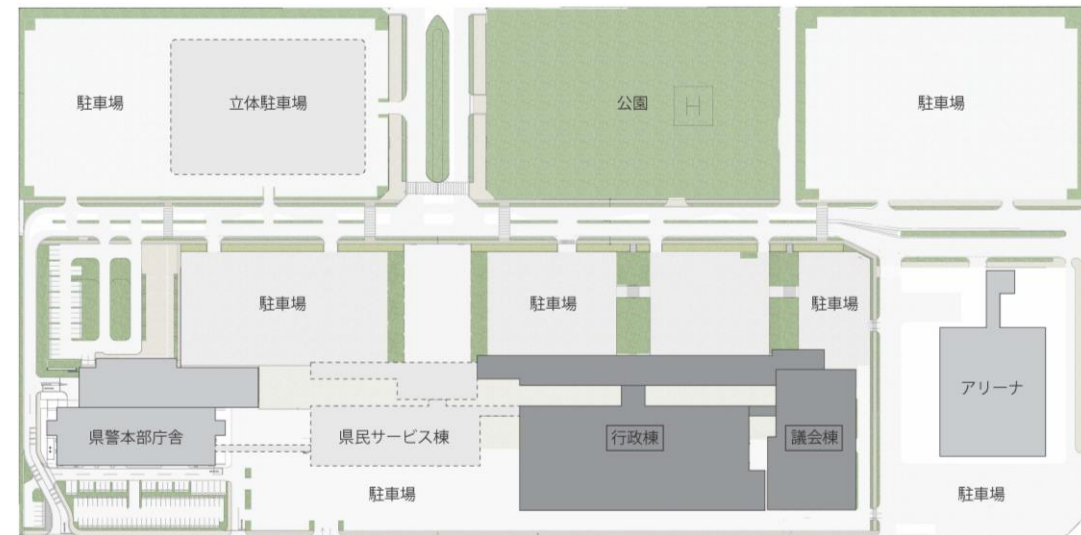 駐車場
立体駐車場
公園
H
駐車場
駐車場
駐車場
駐車場
アリーナ
県警本部庁舎
県民サービス棟
行政棟
議会棟
駐車場
駐車場